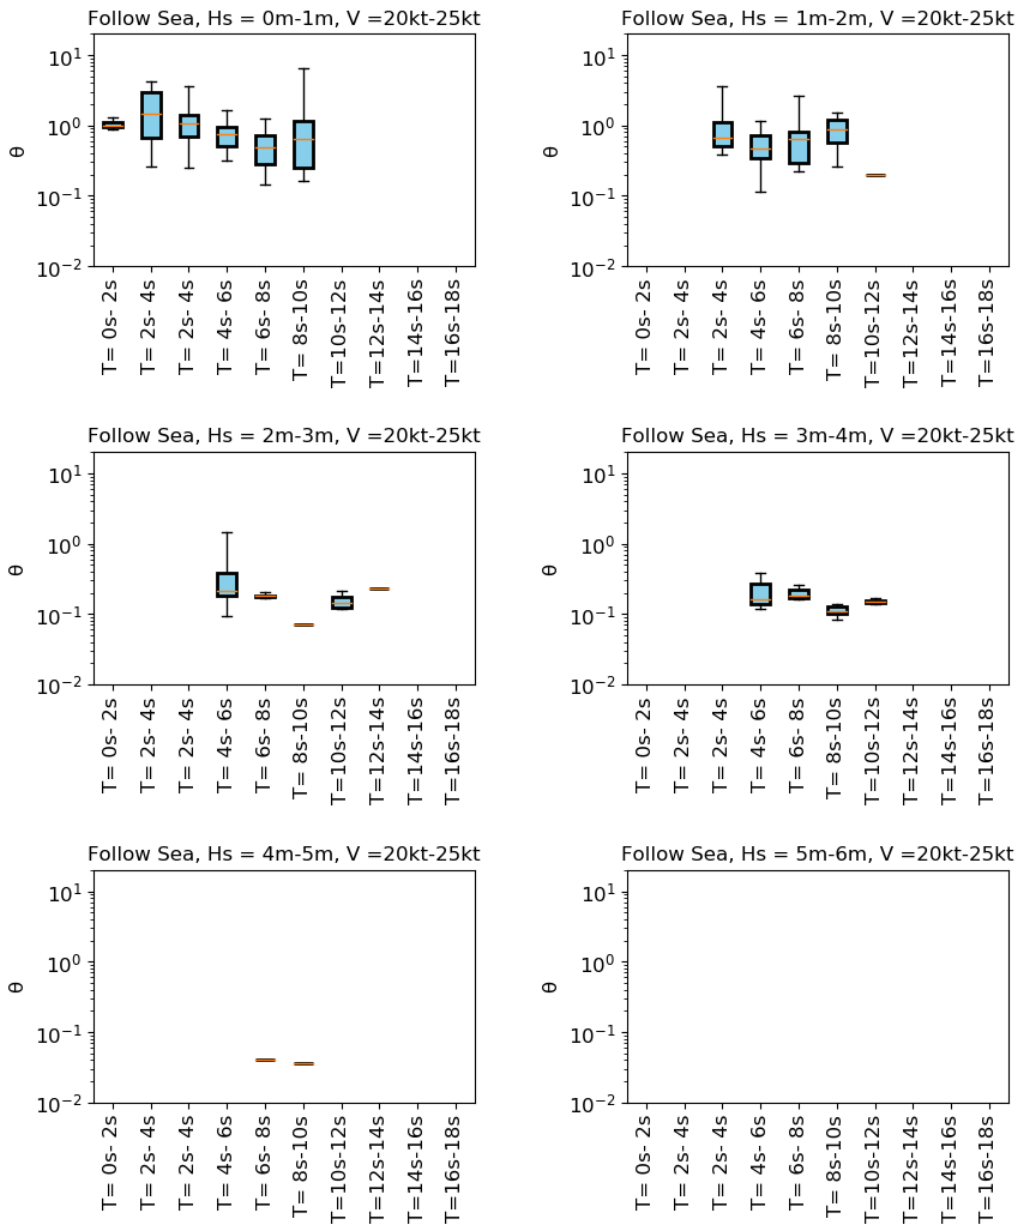 Follow Sea, Hs = 0m-1m, V =20kt-25kt
θ
10¹
10⁰
10⁻¹
10⁻²
T= 0s- 2s
T= 2s- 4s
T= 2s- 4s
T= 4s- 6s
T= 6s- 8s
T= 8s-10s
T=10s-12s
T=12s-14s
T=14s-16s
T=16s-18s
Follow Sea, Hs = 1m-2m, V =20kt-25kt
θ
10¹
10⁰
10⁻¹
10⁻²
T= 0s- 2s
T= 2s- 4s
T= 2s- 4s
T= 4s- 6s
T= 6s- 8s
T= 8s-10s
T=10s-12s
T=12s-14s
T=14s-16s
T=16s-18s
Follow Sea, Hs = 2m-3m, V =20kt-25kt
θ
10¹
10⁰
10⁻¹
10⁻²
T= 0s- 2s
T= 2s- 4s
T= 2s- 4s
T= 4s- 6s
T= 6s- 8s
T= 8s-10s
T=10s-12s
T=12s-14s
T=14s-16s
T=16s-18s
Follow Sea, Hs = 3m-4m, V =20kt-25kt
θ
10¹
10⁰
10⁻¹
10⁻²
T= 0s- 2s
T= 2s- 4s
T= 2s- 4s
T= 4s- 6s
T= 6s- 8s
T= 8s-10s
T=10s-12s
T=12s-14s
T=14s-16s
T=16s-18s
Follow Sea, Hs = 4m-5m, V =20kt-25kt
θ
10¹
10⁰
10⁻¹
10⁻²
T= 0s- 2s
T= 2s- 4s
T= 2s- 4s
T= 4s- 6s
T= 6s- 8s
T= 8s-10s
T=10s-12s
T=12s-14s
T=14s-16s
T=16s-18s
Follow Sea, Hs = 5m-6m, V =20kt-25kt
θ
10¹
10⁰
10⁻¹
10⁻²
T= 0s- 2s
T= 2s- 4s
T= 2s- 4s
T= 4s- 6s
T= 6s- 8s
T= 8s-10s
T=10s-12s
T=12s-14s
T=14s-16s
T=16s-18s